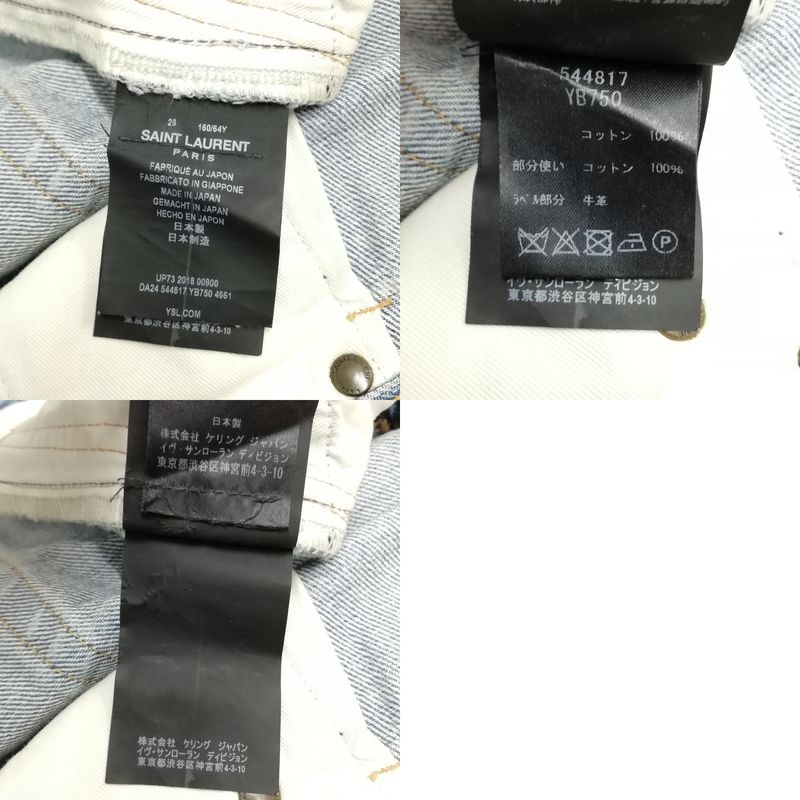 26 160/64Y
SAINT LAURENT
PARIS
FABRIQUÉ AU JAPON
FABBRICATO IN GIAPPONE
MADE IN JAPAN
GEMACHT IN JAPAN
HECHO EN JAPON
日本製
日本制造
UP73 2018 00900
DA24 544817 YB750 4661
YSL.COM
東京都渋谷区神宮前4-3-10
544817
YB750
コットン 100%
部分使い コットン 100%
ラベル部分 牛革
P
イヴ・サンローラン ディビジョン
東京都渋谷区神宮前4-3-10
日本製
株式会社 ケリング ジャパン
イヴ・サンローラン ディビジョン
東京都渋谷区神宮前4-3-10
株式会社 ケリング ジャパン
イヴ・サンローラン ディビジョン
東京都渋谷区神宮前4-3-10